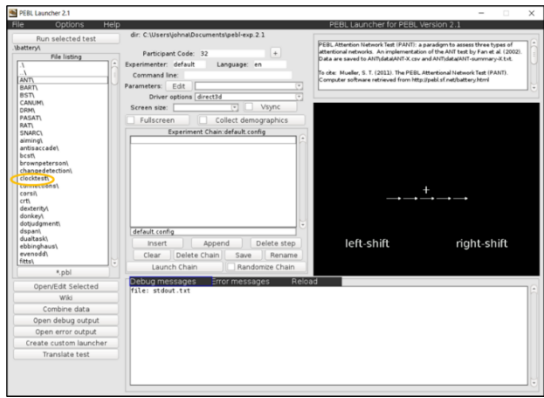 PEBL Launcher 2.1
File Options Help
PEBL Launcher for PEBL Version 2.1
Run selected test
\battery\
File listing
.\
..\
ANT\
BART\
BST\
CANUM\
DRM\
PASAT\
RAT\
SNARC\
aiming\
antisaccade\
bcst\
brownpeterson\
changedetection\
clocktest\
connections\
corsi\
crt\
dexterity\
donkey\
dotjudgment\
dspan\
dualtask\
ebbinghaus\
evenodd\
fitts\
*.pbl
Open/Edit Selected
Wiki
Combine data
Open debug output
Open error output
Create custom launcher
Translate test
dir: C:\Users\johna\Documents\pebl-exp.2.1
Participant Code: 32 +
Experimenter: default Language: en
Command line:
Parameters: Edit
Driver options direct3d
Screen size: Vsync
Fullscreen Collect demographics
Experiment Chain:default.config
default.config
Insert Append Delete step
Clear Delete Chain Save Rename
Launch Chain Randomize Chain
PEBL Attention Network Test (PANT): a paradigm to assess three types of
attentional networks. An implementation of the ANT test by Fan et al. (2002).
Data are saved to ANT\data\ANT-X.csv and ANT\data\ANT-summary-X.txt.
To cite: Mueller, S. T. (2011). The PEBL Attentional Network Test (PANT).
Computer software retrieved from http://pebl.sf.net/battery.html
left-shift right-shift
Debug messages Error messages Reload
file: stdout.txt